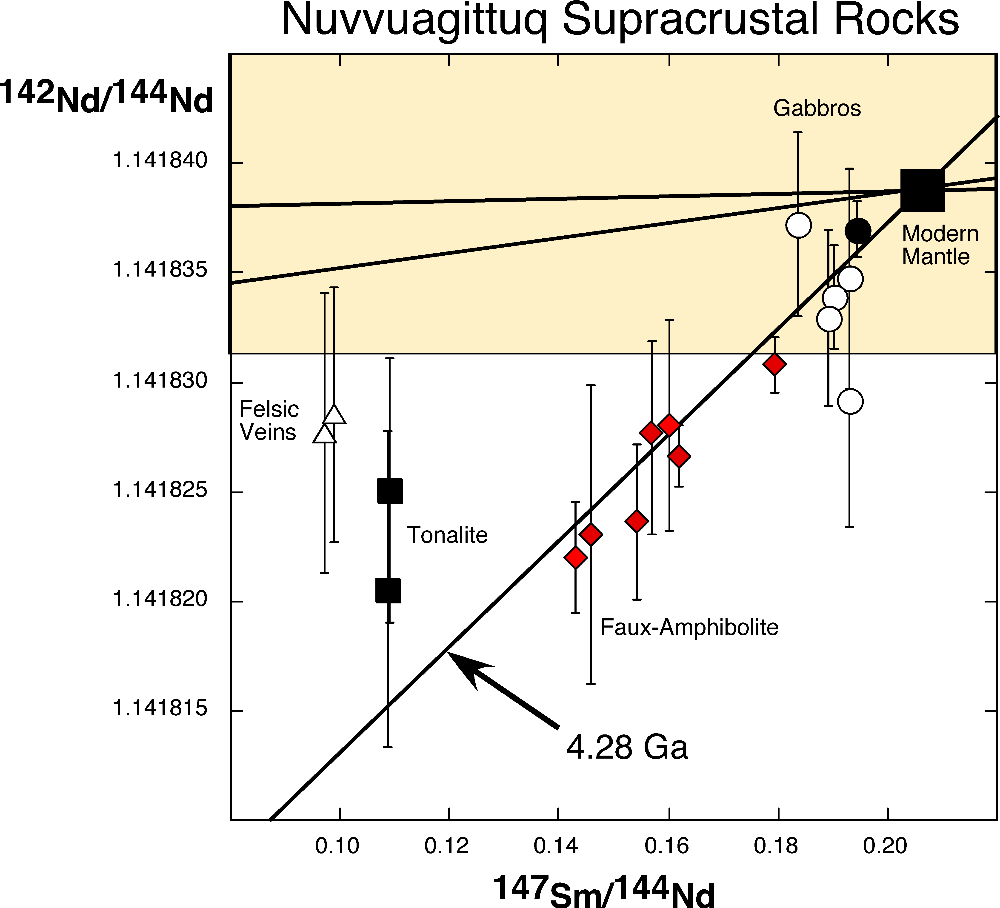 Nuvvuagittuq Supracrustal Rocks
142Nd/144Nd
Gabbros
1.141840
Modern
Mantle
1.141835
1.141830
Felsic
Veins
1.141825
Tonalite
1.141820
Faux-Amphibolite
1.141815
4.28 Ga
0.10 0.12 0.14 0.16 0.18 0.20
147Sm/144Nd